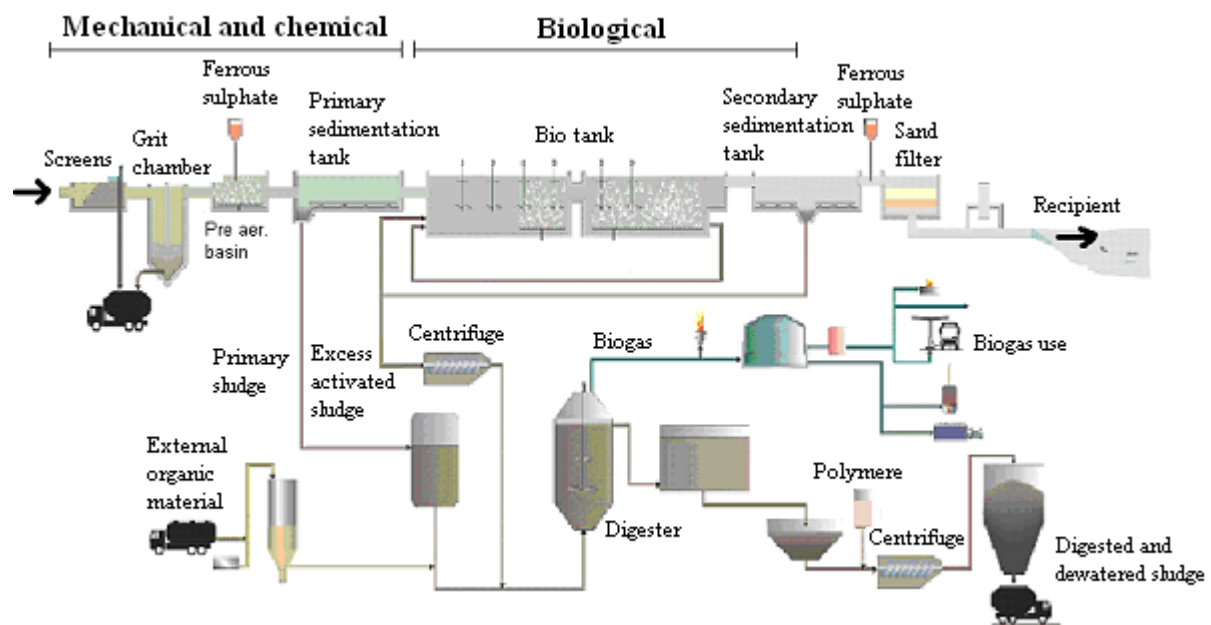 Mechanical and chemical
Biological
Ferrous
sulphate
Primary
sedimentation
tank
Grit
chamber
Screens
Bio tank
Secondary
sedimentation
tank
Ferrous
sulphate
Sand
filter
Recipient
Pre aer.
basin
Centrifuge
Biogas
Biogas use
Primary
sludge
Excess
activated
sludge
External
organic
material
Digester
Polymere
Centrifuge
Digested and
dewatered sludge